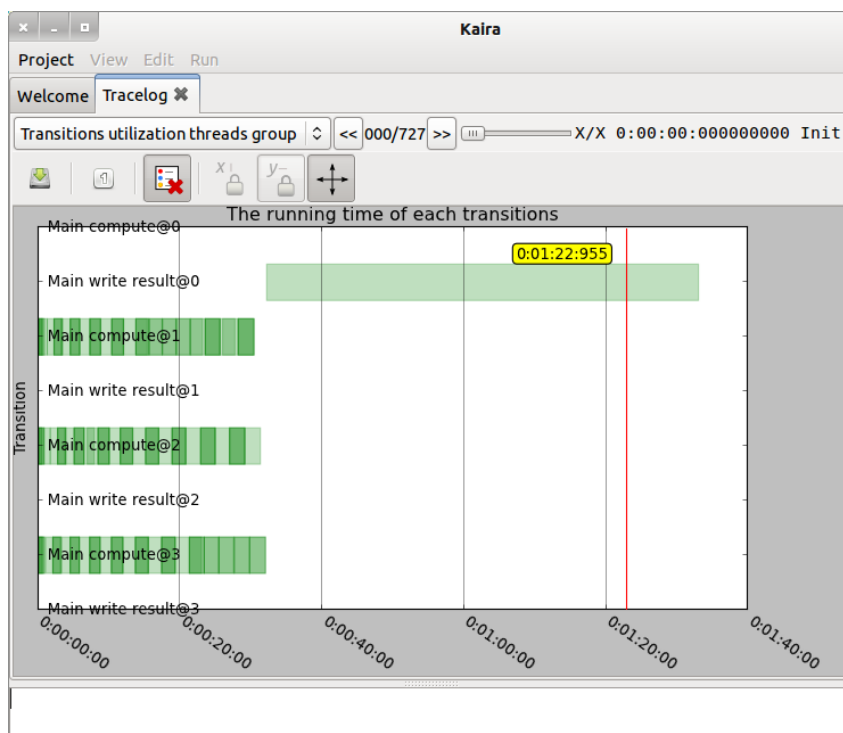 Kaira
Project View Edit Run
Welcome Tracelog
Transitions utilization threads group << 000/727 >> X/X 0:00:00:000000000 Init
1 X y
The running time of each transitions
Main compute@0
0:01:22:955
Main write result@0
Main compute@1
Main write result@1
Transition
Main compute@2
Main write result@2
Main compute@3
Main write result@3
0:00:00:00 0:00:20:00 0:00:40:00 0:01:00:00 0:01:20:00 0:01:40:00